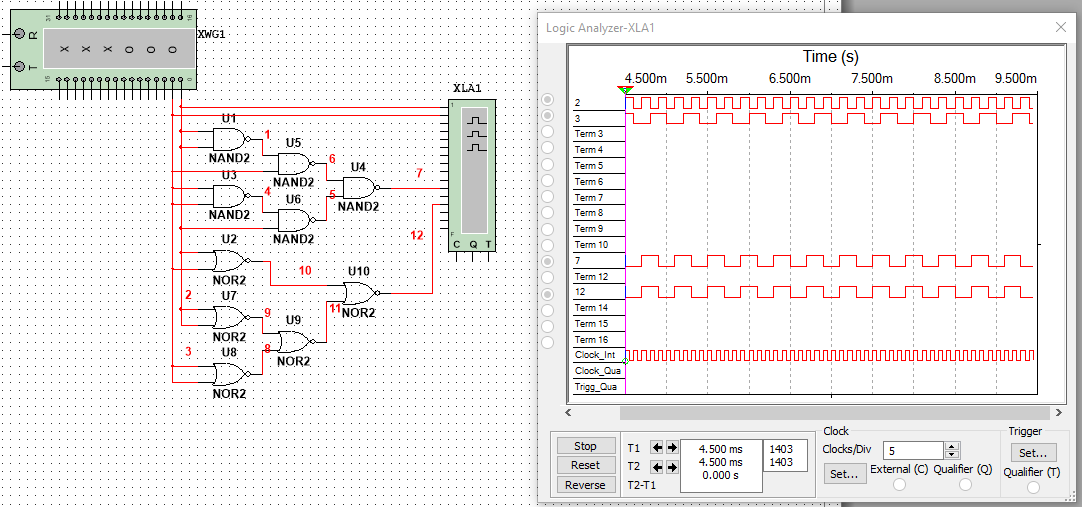 31
16
XWG1
R
X X X O O O
T
15
0
XLA1
1
U1
1
NAND2
U5
6
NAND2
U4
7
NAND2
U3
4
NAND2
U6
5
NAND2
F
C Q T
12
U2
NOR2
10
U10
NOR2
2
U7
9
NOR2
11
U9
NOR2
3
U8
8
NOR2
Logic Analyzer-XLA1
Time (s)
4.500m 5.500m 6.500m 7.500m 8.500m 9.500m
2
3
Term 3
Term 4
Term 5
Term 6
Term 7
Term 8
Term 9
Term 10
7
Term 12
12
Term 14
Term 15
Term 16
Clock_Int
Clock_Qua
Trigg_Qua
Stop
Reset
Reverse
T1
T2
T2-T1
4.500 ms 1403
4.500 ms 1403
0.000 s
Clock
Clocks/Div 5
Set...
External (C) Qualifier (Q)
Trigger
Set...
Qualifier (T)